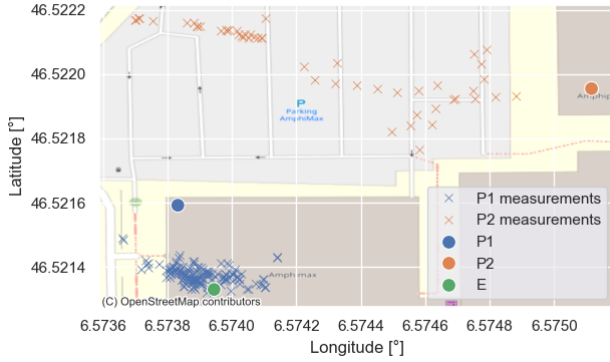 46.5222
46.5220
46.5218
46.5216
46.5214
Latitude [°]
P
Parking
AmphiMax
Amphip
Amphimax
P1 measurements
P2 measurements
P1
P2
E
(C) OpenStreetMap contributors
6.5736 6.5738 6.5740 6.5742 6.5744 6.5746 6.5748 6.5750
Longitude [°]